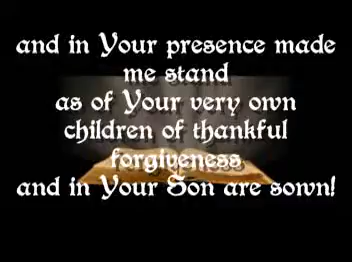 and in Your presence made
me stand
as of Your very own
children of thankful
forgiveness
and in Your Son are sown!